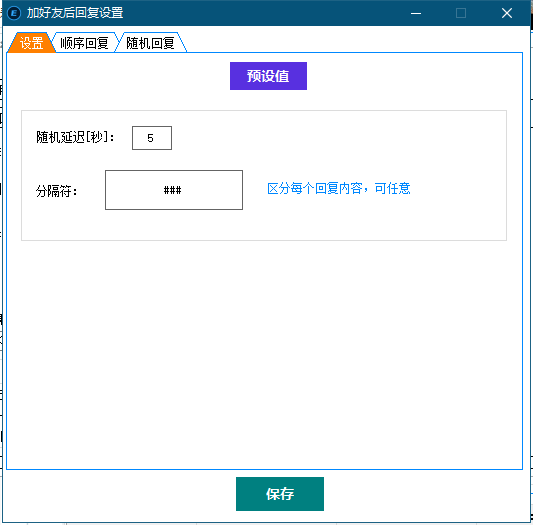 加好友后回复设置
设置 顺序回复 随机回复
预设值
随机延迟[秒]: 5
分隔符: ###
区分每个回复内容，可任意
保存